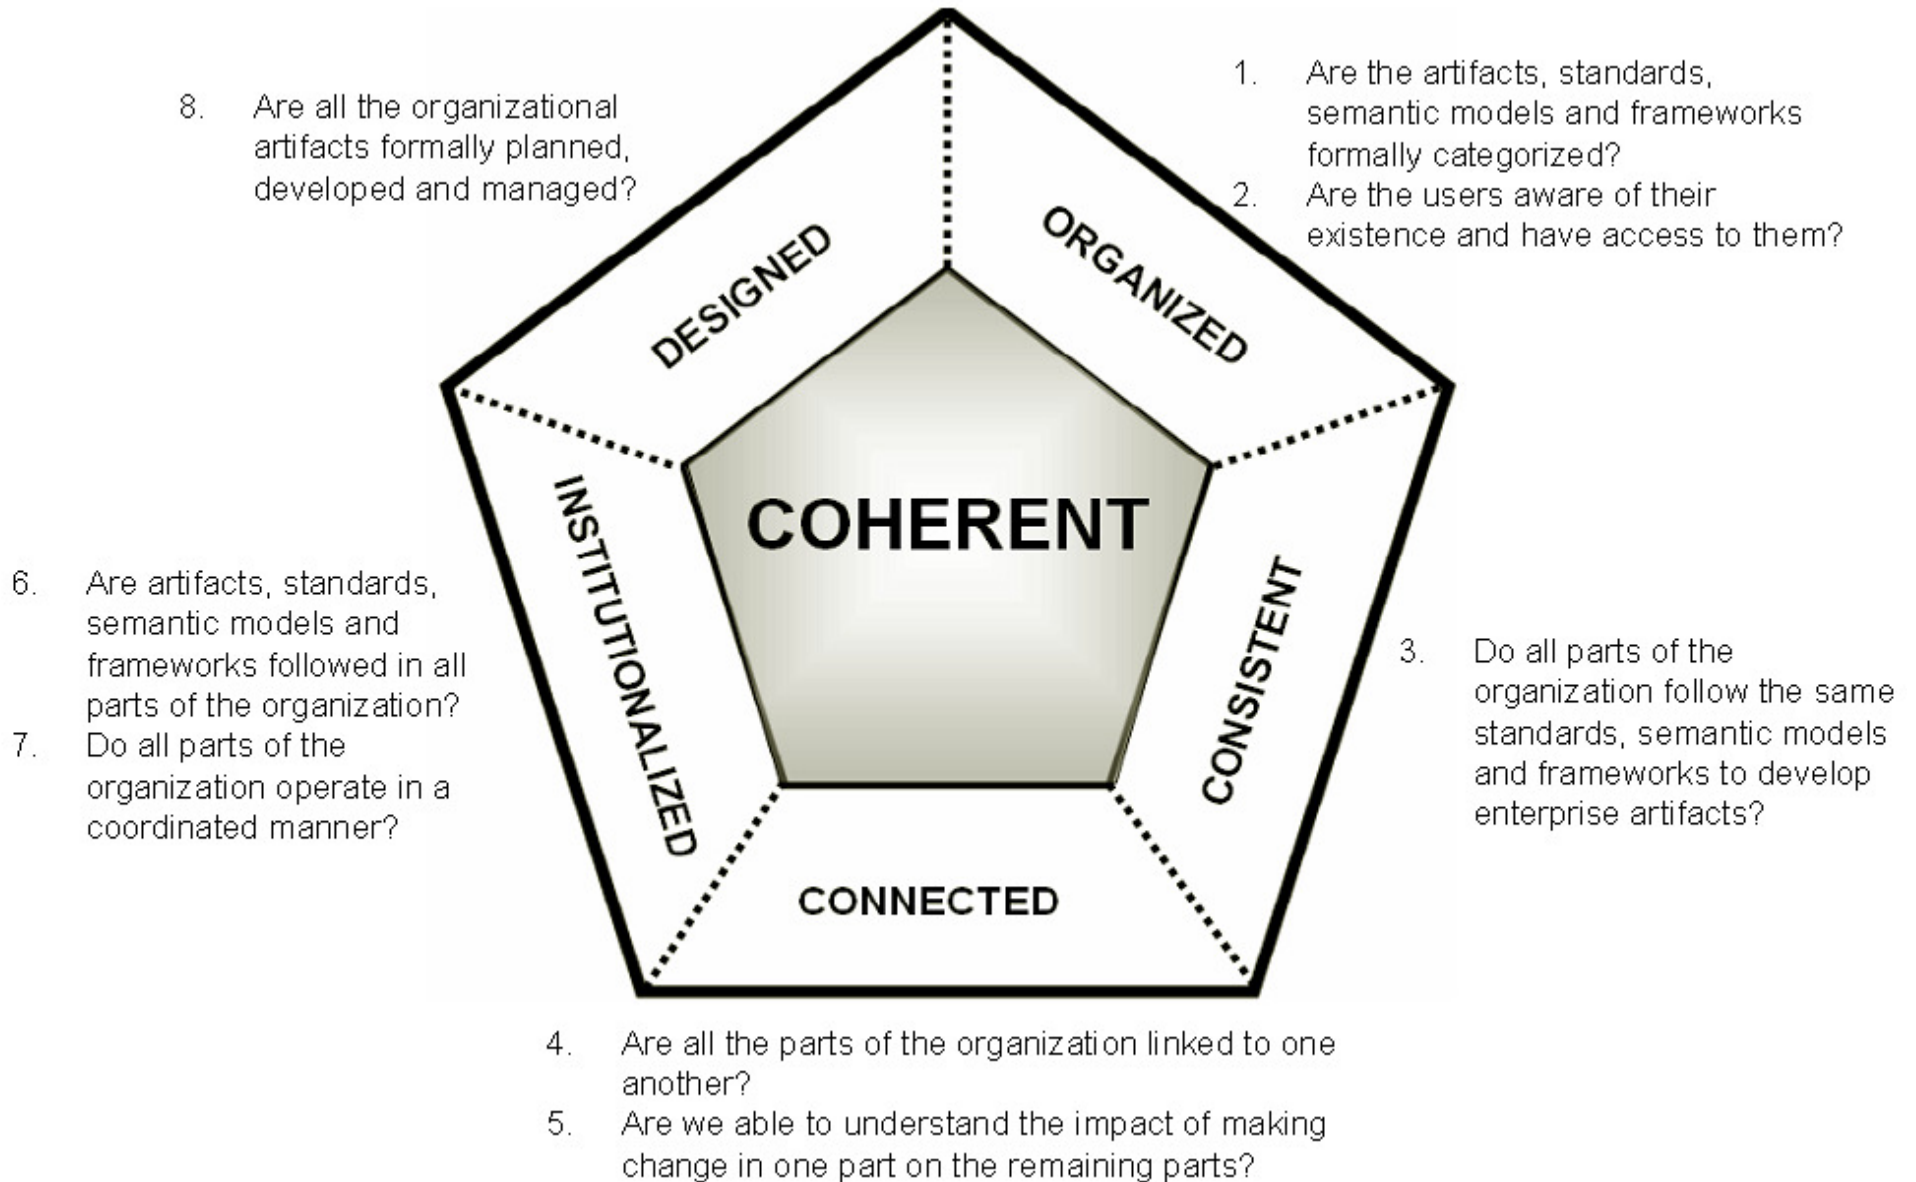 8. Are all the organizational
artifacts formally planned,
developed and managed?
1. Are the artifacts, standards,
semantic models and frameworks
formally categorized?
2. Are the users aware of their
existence and have access to them?
DESIGNED
ORGANIZED
COHERENT
INSTITUTIONALIZED
CONSISTENT
CONNECTED
6. Are artifacts, standards,
semantic models and
frameworks followed in all
parts of the organization?
7. Do all parts of the
organization operate in a
coordinated manner?
3. Do all parts of the
organization follow the same
standards, semantic models
and frameworks to develop
enterprise artifacts?
4. Are all the parts of the organization linked to one
another?
5. Are we able to understand the impact of making
change in one part on the remaining parts?